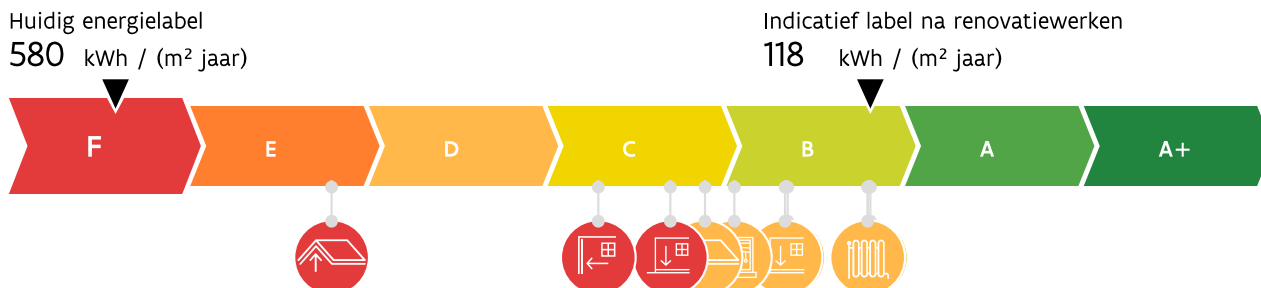 Huidig energielabel
580 kWh / (m² jaar)
Indicatief label na renovatiewerken
118 kWh / (m² jaar)
F E D C B A A+